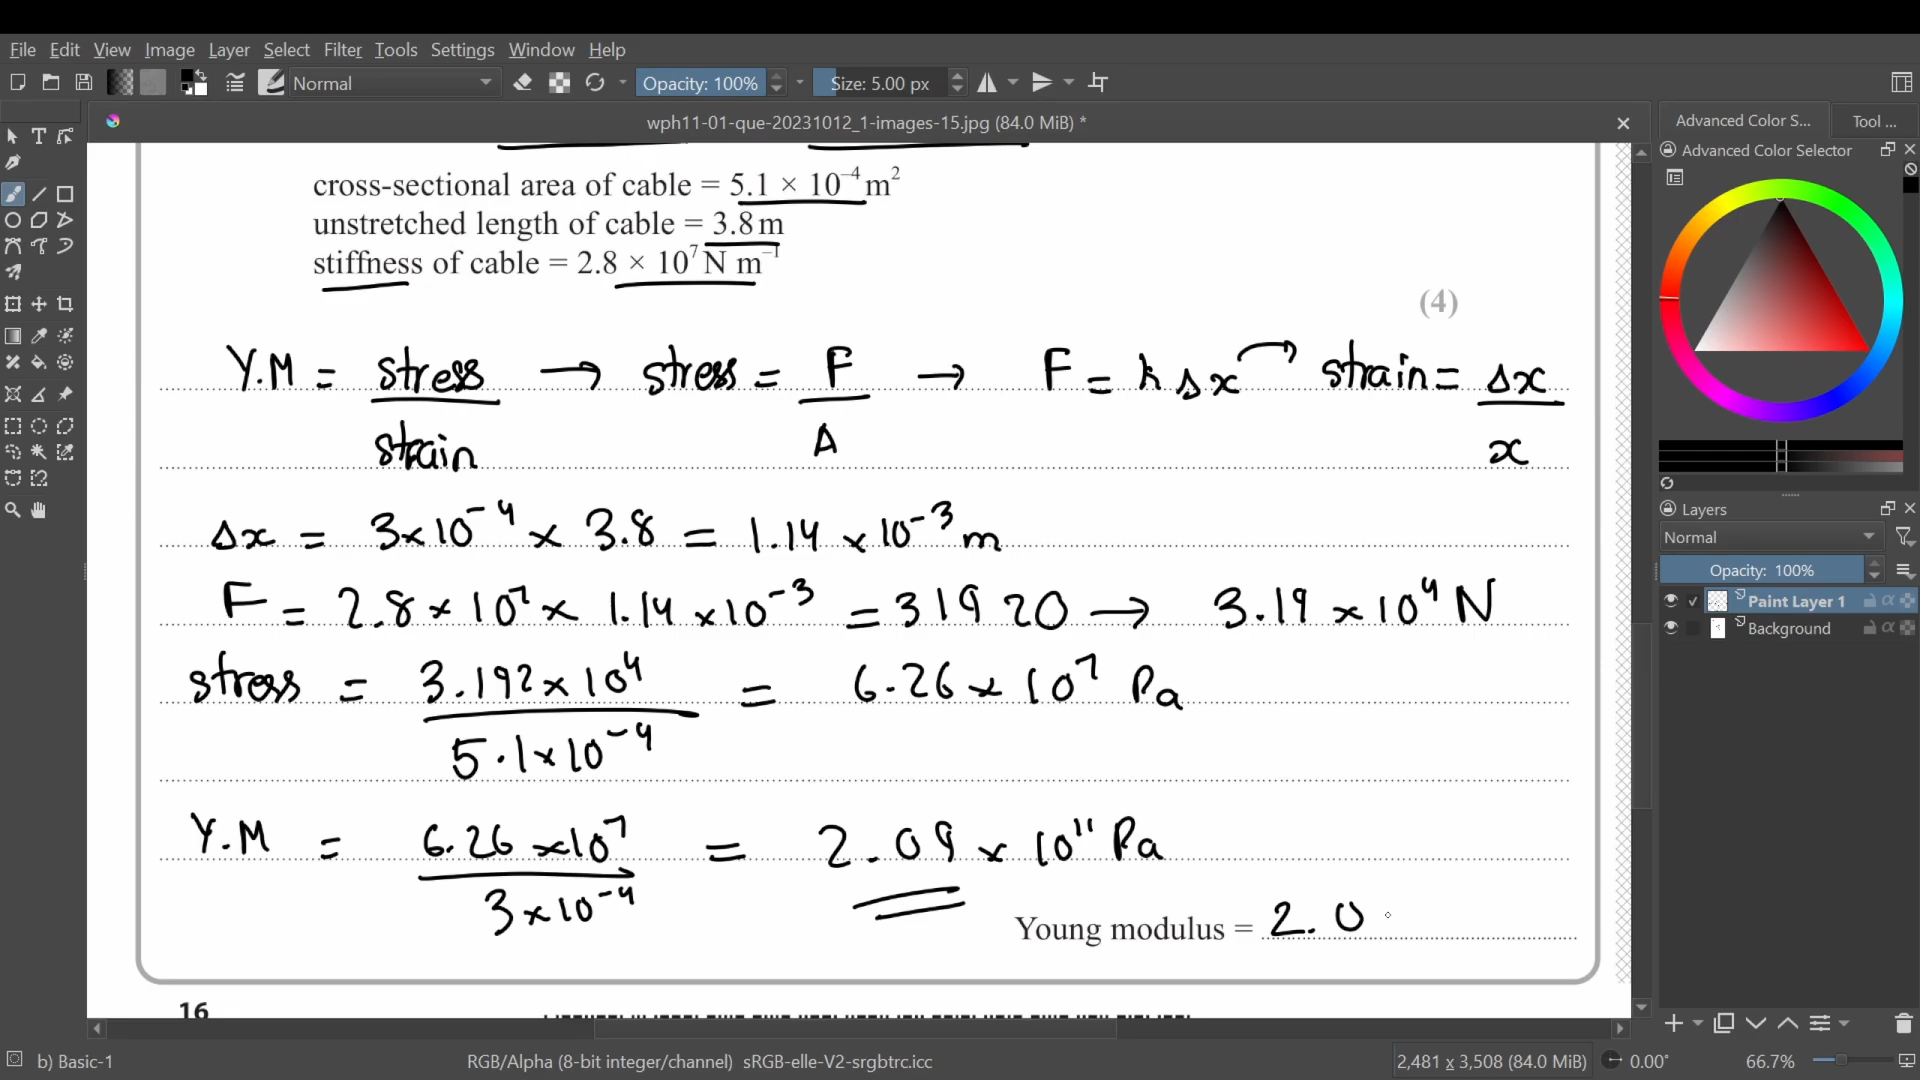 File Edit View Image Layer Select Filter Tools Settings Window Help
Normal Opacity: 100% Size: 5.00 px
wph11-01-que-20231012_1-images-15.jpg (84.0 MiB) *
Advanced Color S... Tool ...
Advanced Color Selector
cross-sectional area of cable = 5.1 × 10⁻⁴ m²
unstretched length of cable = 3.8 m
stiffness of cable = 2.8 × 10⁷ N m⁻¹
(4)
Y.M = stress/strain → stress = F/A → F = kΔx → strain = Δx/x
Δx = 3×10⁻⁴ × 3.8 = 1.14 × 10⁻³ m
F = 2.8 × 10⁷ × 1.14 × 10⁻³ = 31920 → 3.19 × 10⁴ N
stress = 3.192 × 10⁴ / 5.1 × 10⁻⁴ = 6.26 × 10⁷ Pa
Y.M = 6.26 × 10⁷ / 3 × 10⁻⁴ = 2.09 × 10¹¹ Pa
Young modulus = 2.0
16
Layers
Normal
Opacity: 100%
Paint Layer 1
Background
b) Basic-1 RGB/Alpha (8-bit integer/channel) sRGB-elle-V2-srgbtrc.icc 2,481 x 3,508 (84.0 MiB) 0.00° 66.7%